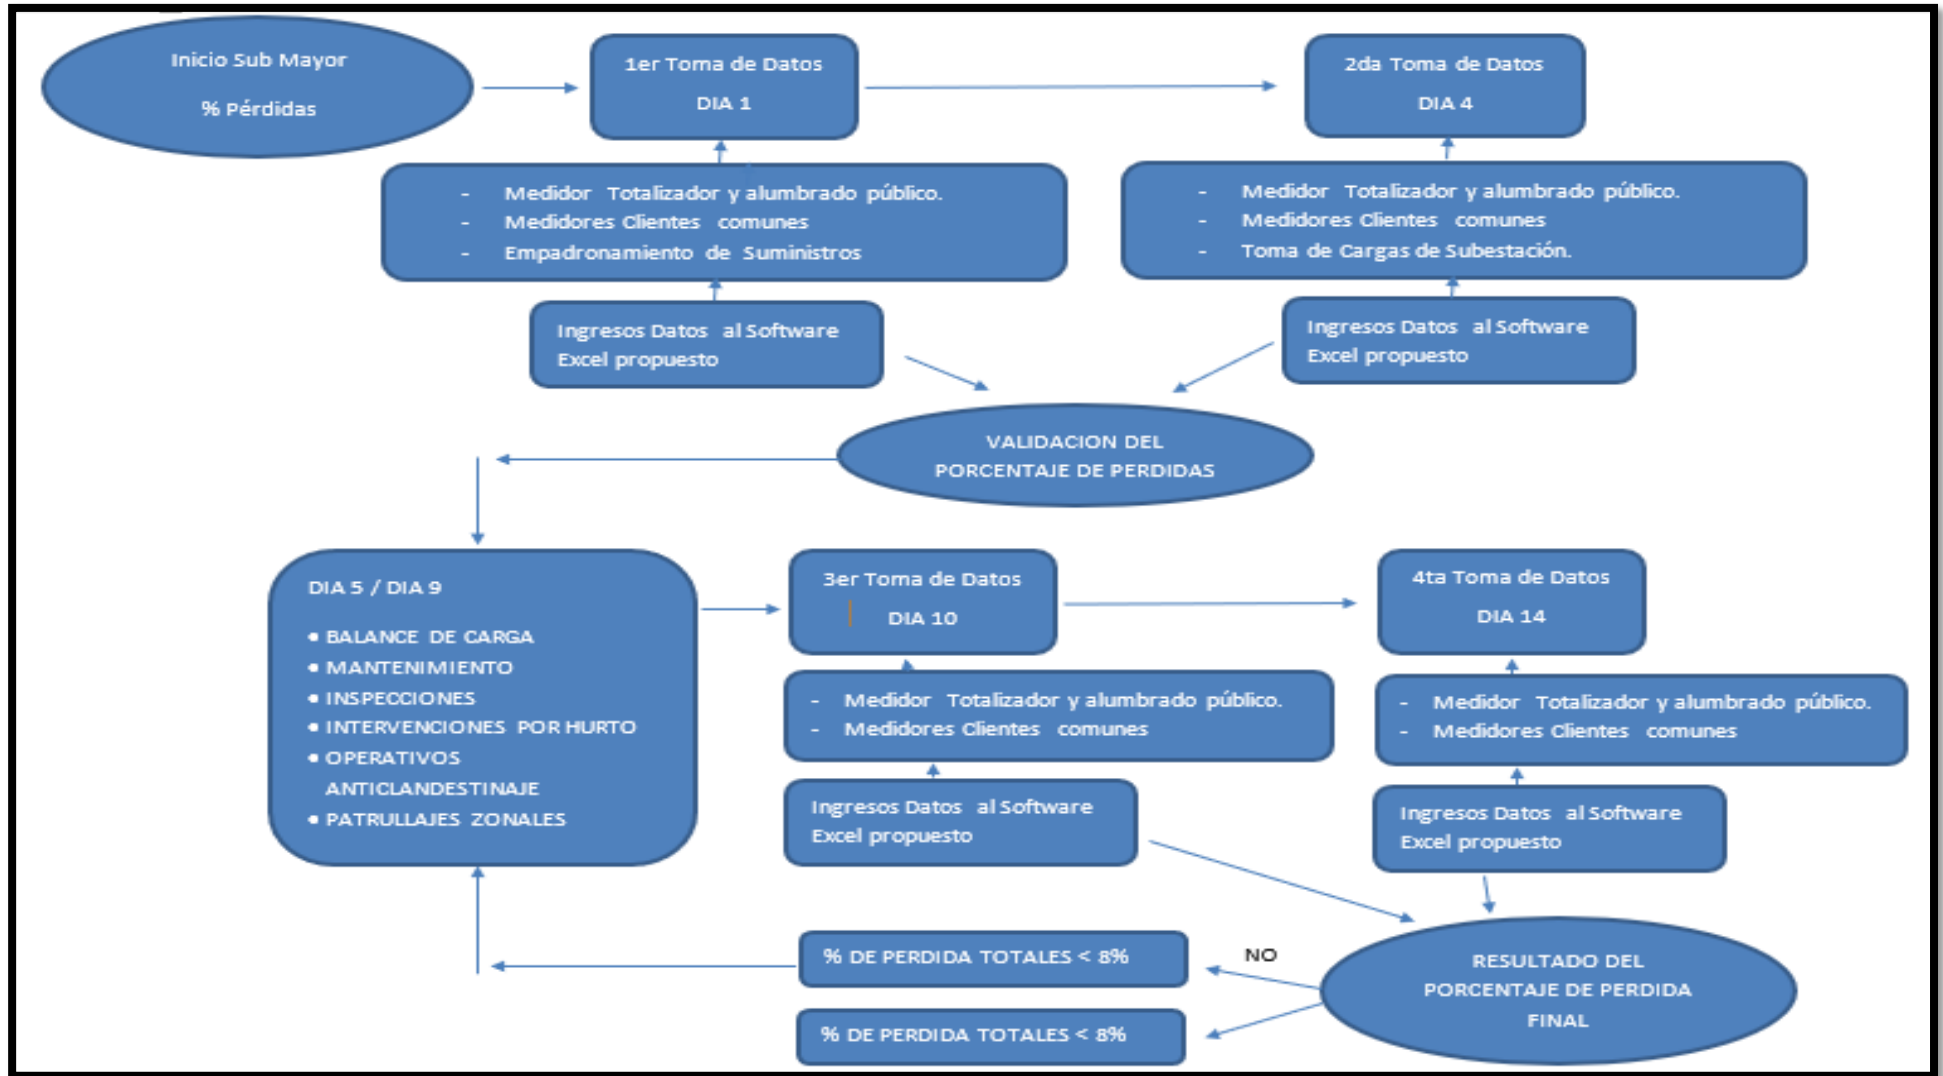 Inicio Sub Mayor
% Pérdidas
1er Toma de Datos
DIA 1
2da Toma de Datos
DIA 4
- Medidor Totalizador y alumbrado público.
- Medidores Clientes comunes
- Empadronamiento de Suministros
- Medidor Totalizador y alumbrado público.
- Medidores Clientes comunes
- Toma de Cargas de Subestación.
Ingresos Datos al Software
Excel propuesto
Ingresos Datos al Software
Excel propuesto
VALIDACION DEL
PORCENTAJE DE PERDIDAS
DIA 5 / DIA 9
• BALANCE DE CARGA
• MANTENIMIENTO
• INSPECCIONES
• INTERVENCIONES POR HURTO
• OPERATIVOS
ANTICLANDESTINAJE
• PATRULLAJES ZONALES
3er Toma de Datos
DIA 10
4ta Toma de Datos
DIA 14
- Medidor Totalizador y alumbrado público.
- Medidores Clientes comunes
- Medidor Totalizador y alumbrado público.
- Medidores Clientes comunes
Ingresos Datos al Software
Excel propuesto
Ingresos Datos al Software
Excel propuesto
% DE PERDIDA TOTALES < 8%
NO
RESULTADO DEL
PORCENTAJE DE PERDIDA
FINAL
% DE PERDIDA TOTALES < 8%